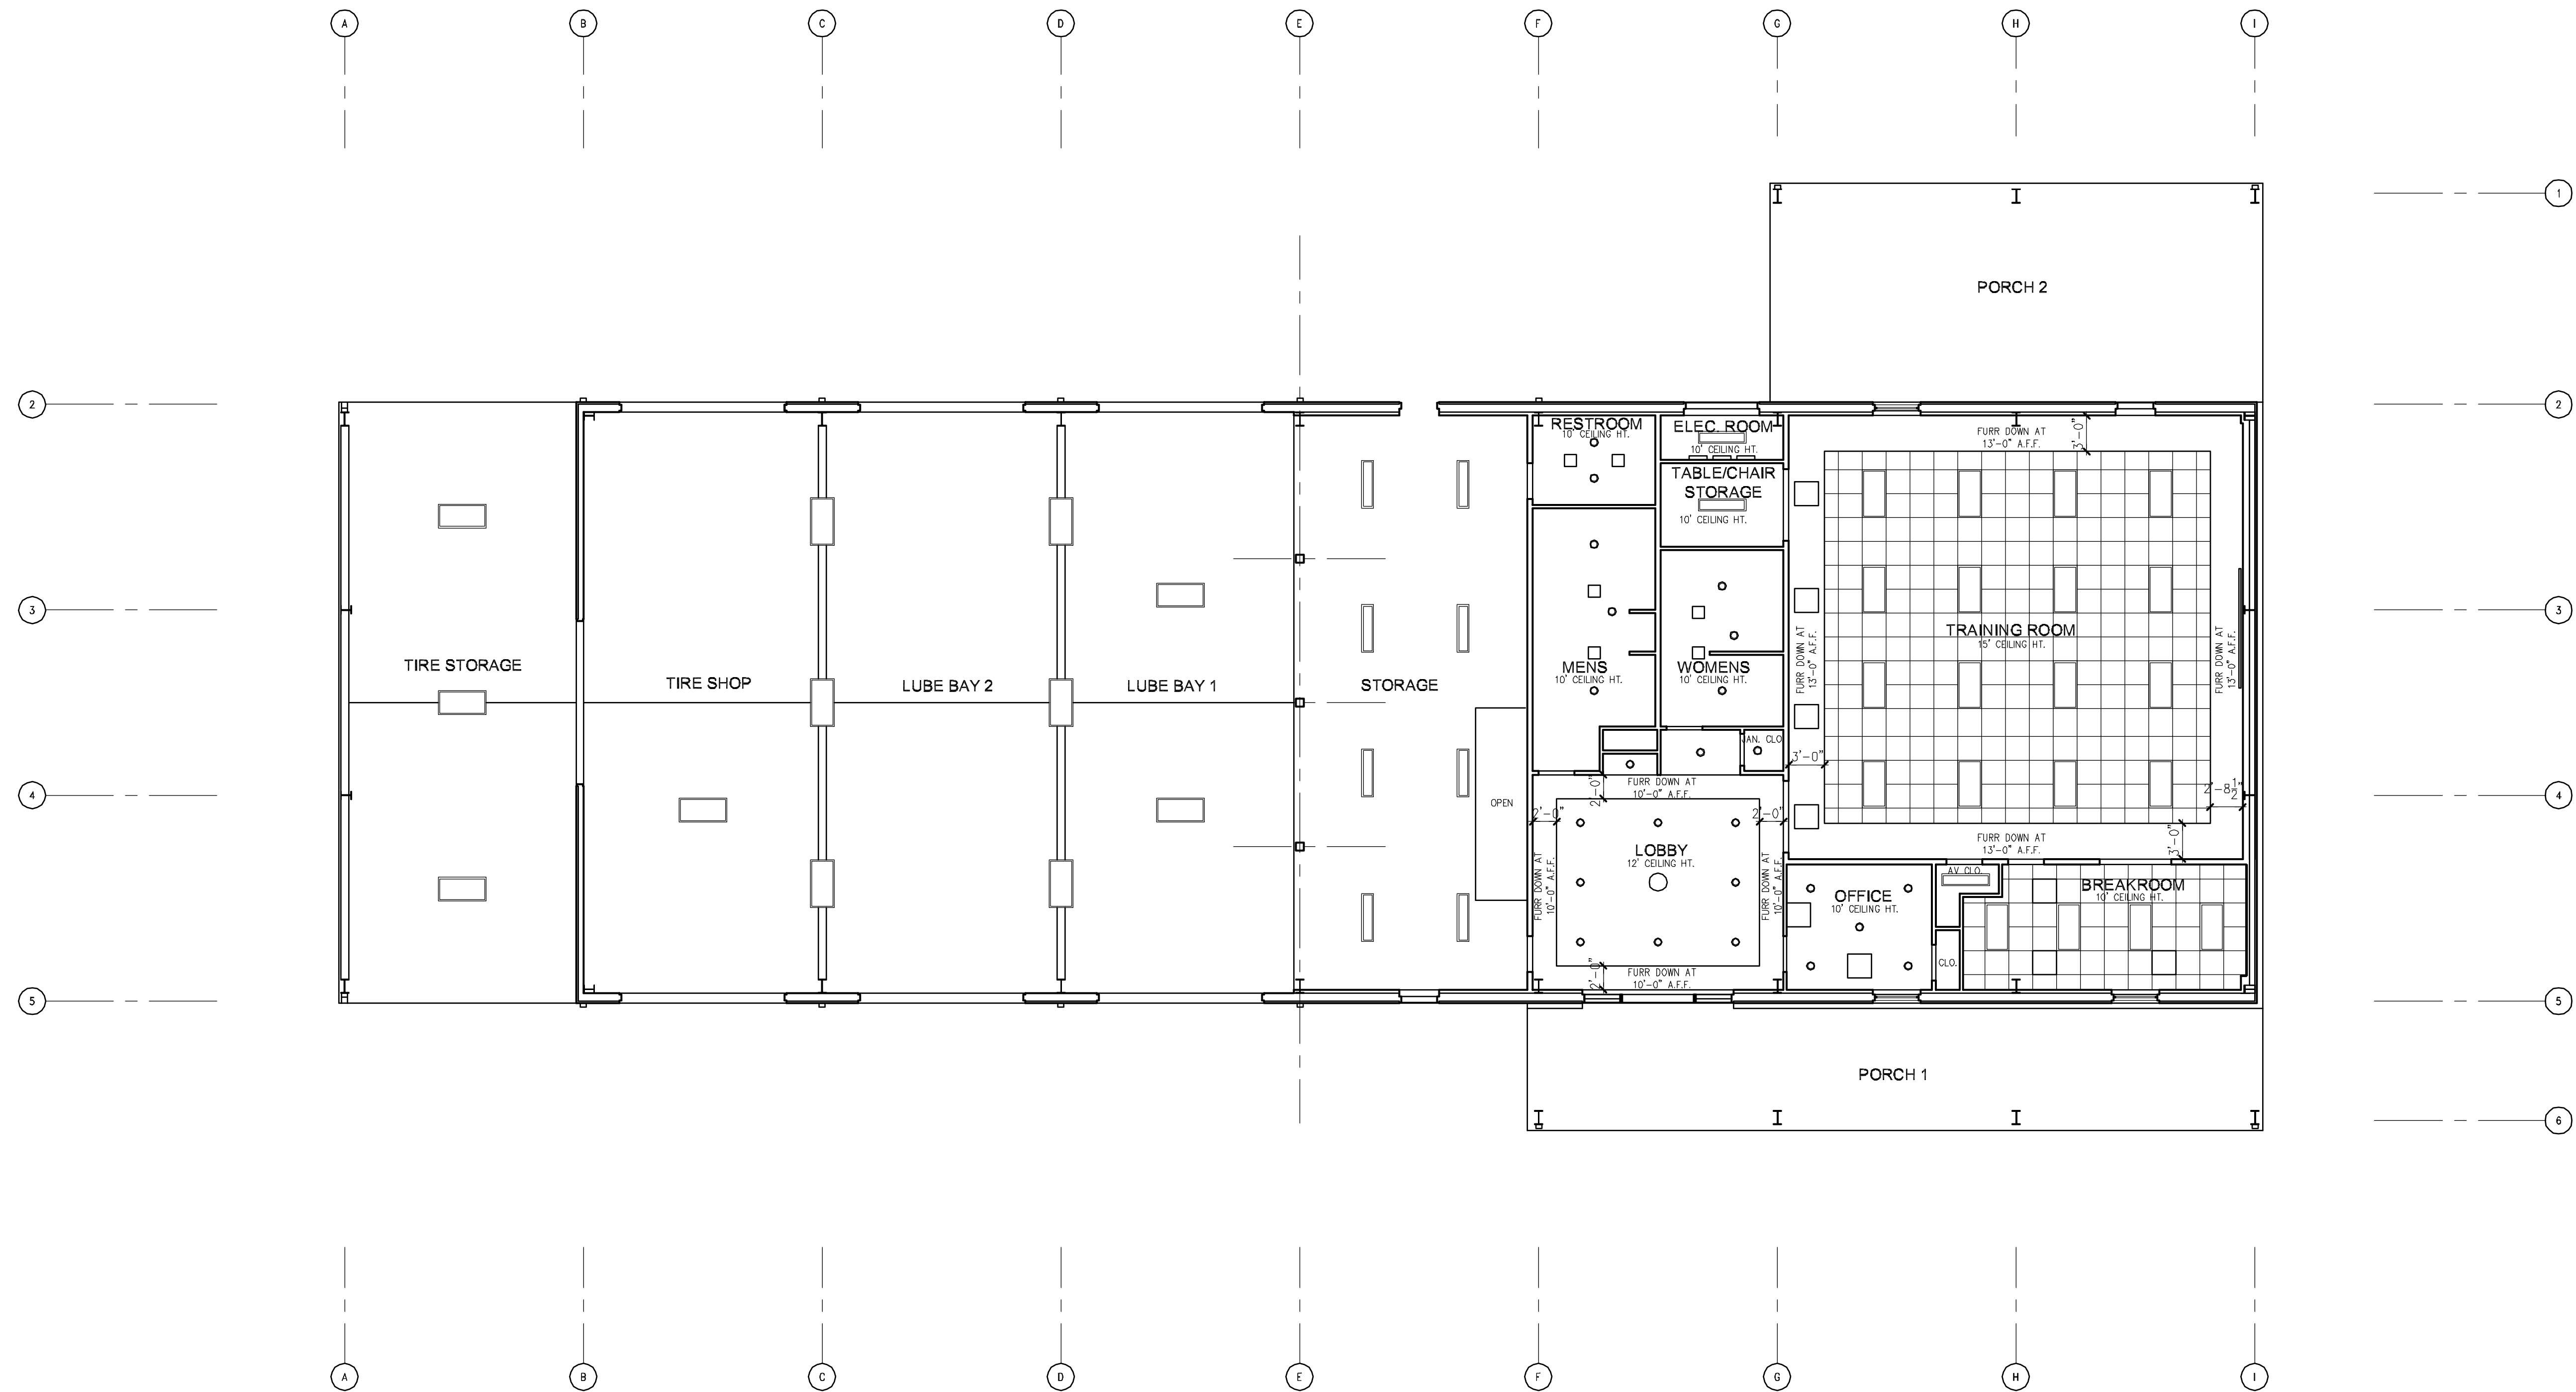 A B C D E F G H I
1
PORCH 2
2 2
RESTROOM
10' CEILING HT.
ELEC. ROOM
10' CEILING HT.
FURR DOWN AT
13'-0" A.F.F.
3'-0"
TABLE/CHAIR
STORAGE
10' CEILING HT.
3 3
TRAINING ROOM
15' CEILING HT.
FURR DOWN AT
13'-0" A.F.F.
FURR DOWN AT
13'-0" A.F.F.
TIRE STORAGE
TIRE SHOP
LUBE BAY 2
LUBE BAY 1
STORAGE
MENS
10' CEILING HT.
WOMENS
10' CEILING HT.
JAN. CLO.
3'-0"
4 4
FURR DOWN AT
10'-0" A.F.F.
2'-0"
2'-8 1/2"
OPEN
2'-0"
2'-0"
FURR DOWN AT
13'-0" A.F.F.
3'-0"
LOBBY
12' CEILING HT.
FURR DOWN AT
10'-0" A.F.F.
FURR DOWN AT
10'-0" A.F.F.
AV CLO.
OFFICE
10' CEILING HT.
BREAKROOM
10' CEILING HT.
CLO.
FURR DOWN AT
10'-0" A.F.F.
2'-0"
5 5
PORCH 1
6
A B C D E F G H I